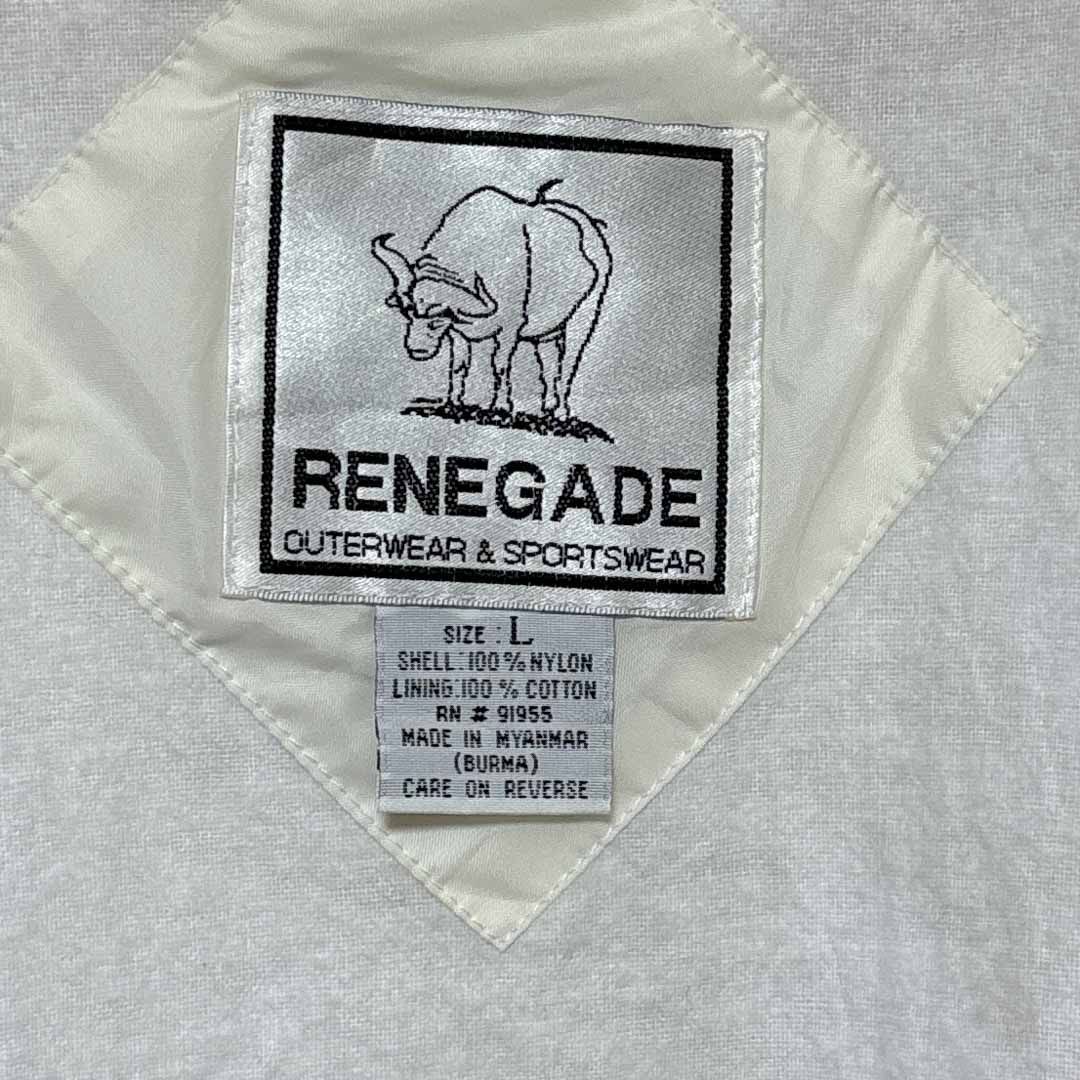 RENEGADE
OUTERWEAR & SPORTSWEAR
SIZE : L
SHELL:100 % NYLON
LINING:100 % COTTON
RN # 91955
MADE IN MYANMAR
(BURMA)
CARE ON REVERSE